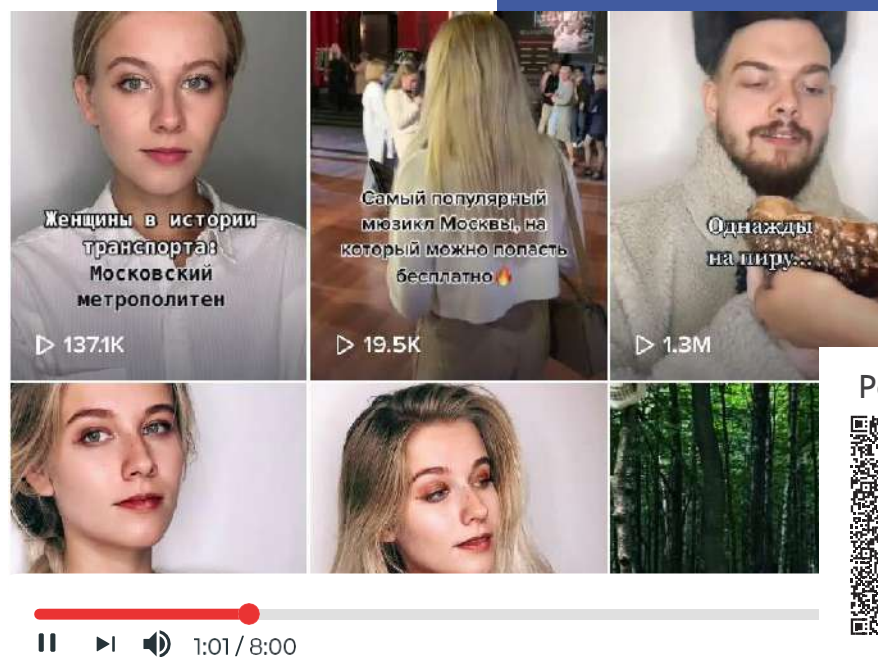 Женщины в истории
транспорта:
Московский
метрополитен
137.1K
Самый популярный
мюзикл Москвы, на
который можно попасть
бесплатно🔥
19.5K
Однажды
на пиру...
1.3M
1:01 / 8:00